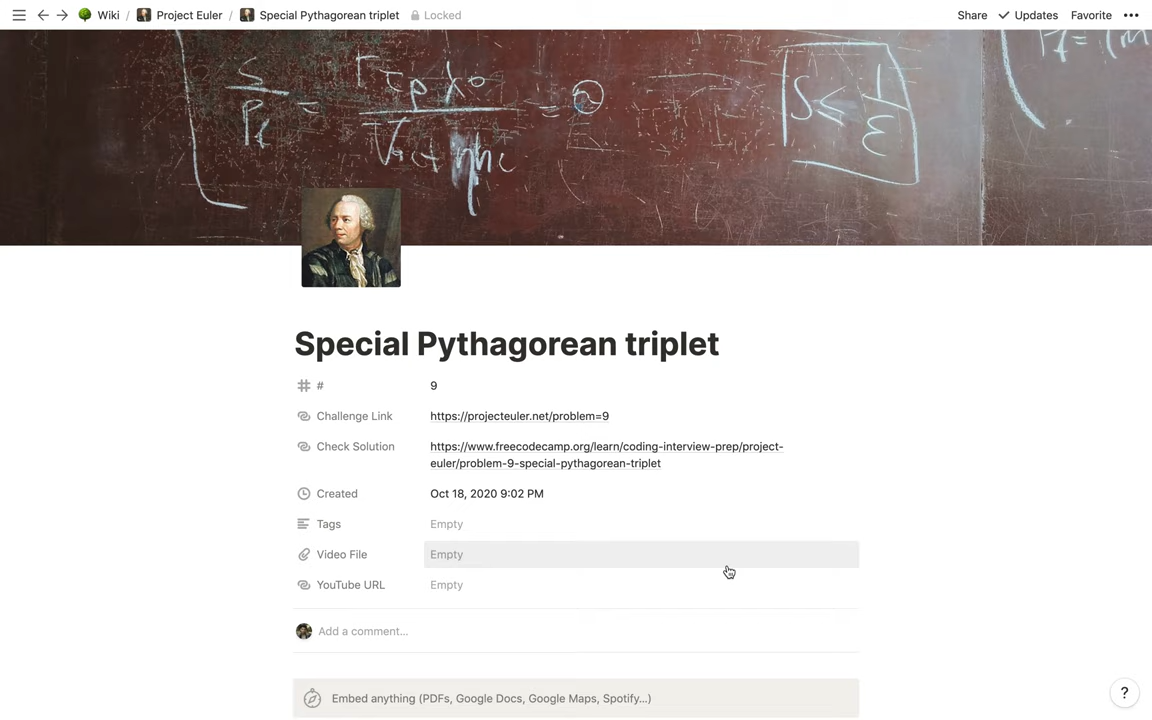 Wiki / Project Euler / Special Pythagorean triplet Locked Share Updates Favorite
Special Pythagorean triplet
# 9
Challenge Link https://projecteuler.net/problem=9
Check Solution https://www.freecodecamp.org/learn/coding-interview-prep/project-
euler/problem-9-special-pythagorean-triplet
Created Oct 18, 2020 9:02 PM
Tags Empty
Video File Empty
YouTube URL Empty
Add a comment...
Embed anything (PDFs, Google Docs, Google Maps, Spotify...)
?